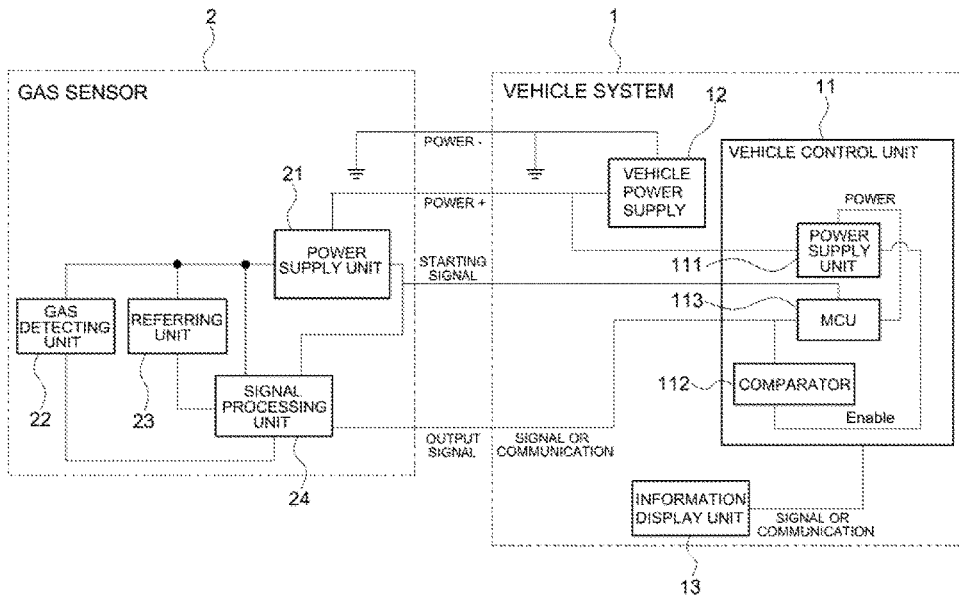 2
1
GAS SENSOR
VEHICLE SYSTEM
12
11
POWER -
VEHICLE
POWER
SUPPLY
VEHICLE CONTROL UNIT
21
POWER +
POWER
POWER
SUPPLY UNIT
POWER
SUPPLY
UNIT
STARTING
SIGNAL
111
113
MCU
GAS
DETECTING
UNIT
REFERRING
UNIT
112
COMPARATOR
SIGNAL
PROCESSING
UNIT
22
23
Enable
OUTPUT
SIGNAL
SIGNAL OR
COMMUNICATION
24
INFORMATION
DISPLAY UNIT
SIGNAL OR
COMMUNICATION
13